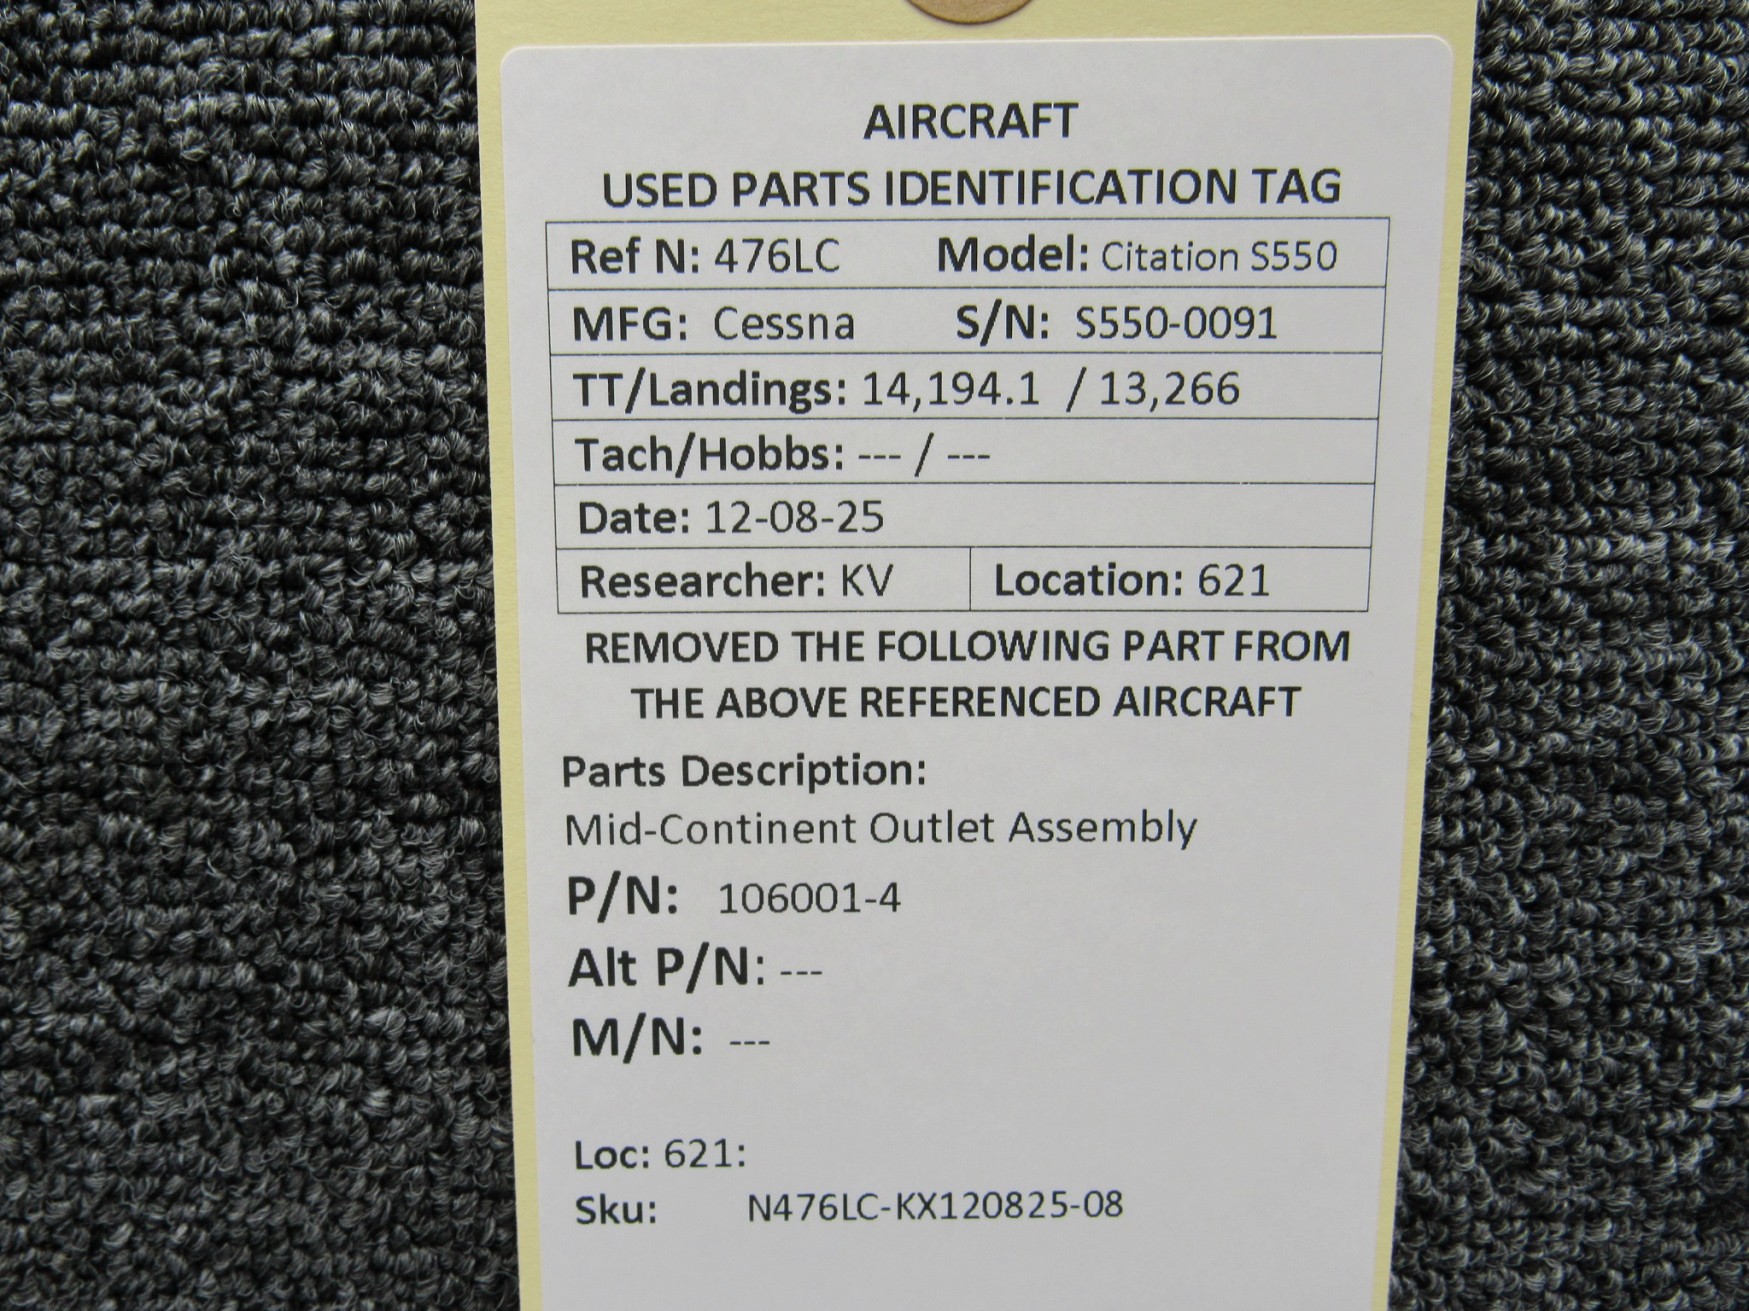 AIRCRAFT
USED PARTS IDENTIFICATION TAG
Ref N: 476LC Model: Citation S550
MFG: Cessna S/N: S550-0091
TT/Landings: 14,194.1 / 13,266
Tach/Hobbs: --- / ---
Date: 12-08-25
Researcher: KV Location: 621
REMOVED THE FOLLOWING PART FROM
THE ABOVE REFERENCED AIRCRAFT
Parts Description:
Mid-Continent Outlet Assembly
P/N: 106001-4
Alt P/N: ---
M/N: ---
Loc: 621:
Sku: N476LC-KX120825-08